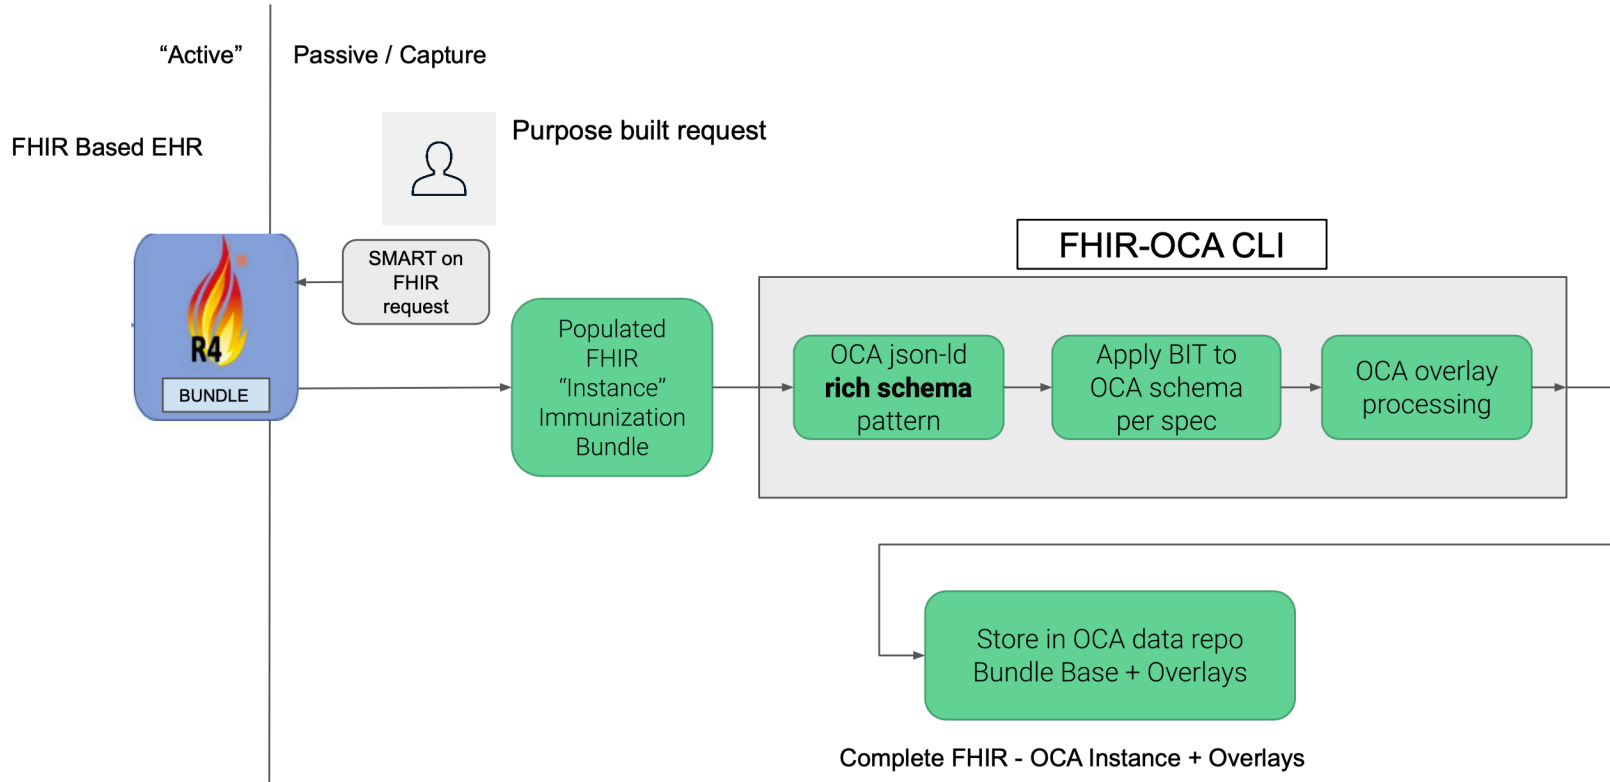 “Active”
Passive / Capture
FHIR Based EHR
Purpose built request
SMART on
FHIR
request
R4
BUNDLE
Populated
FHIR
“Instance”
Immunization
Bundle
FHIR-OCA CLI
OCA json-ld
rich schema
pattern
Apply BIT to
OCA schema
per spec
OCA overlay
processing
Store in OCA data repo
Bundle Base + Overlays
Complete FHIR - OCA Instance + Overlays